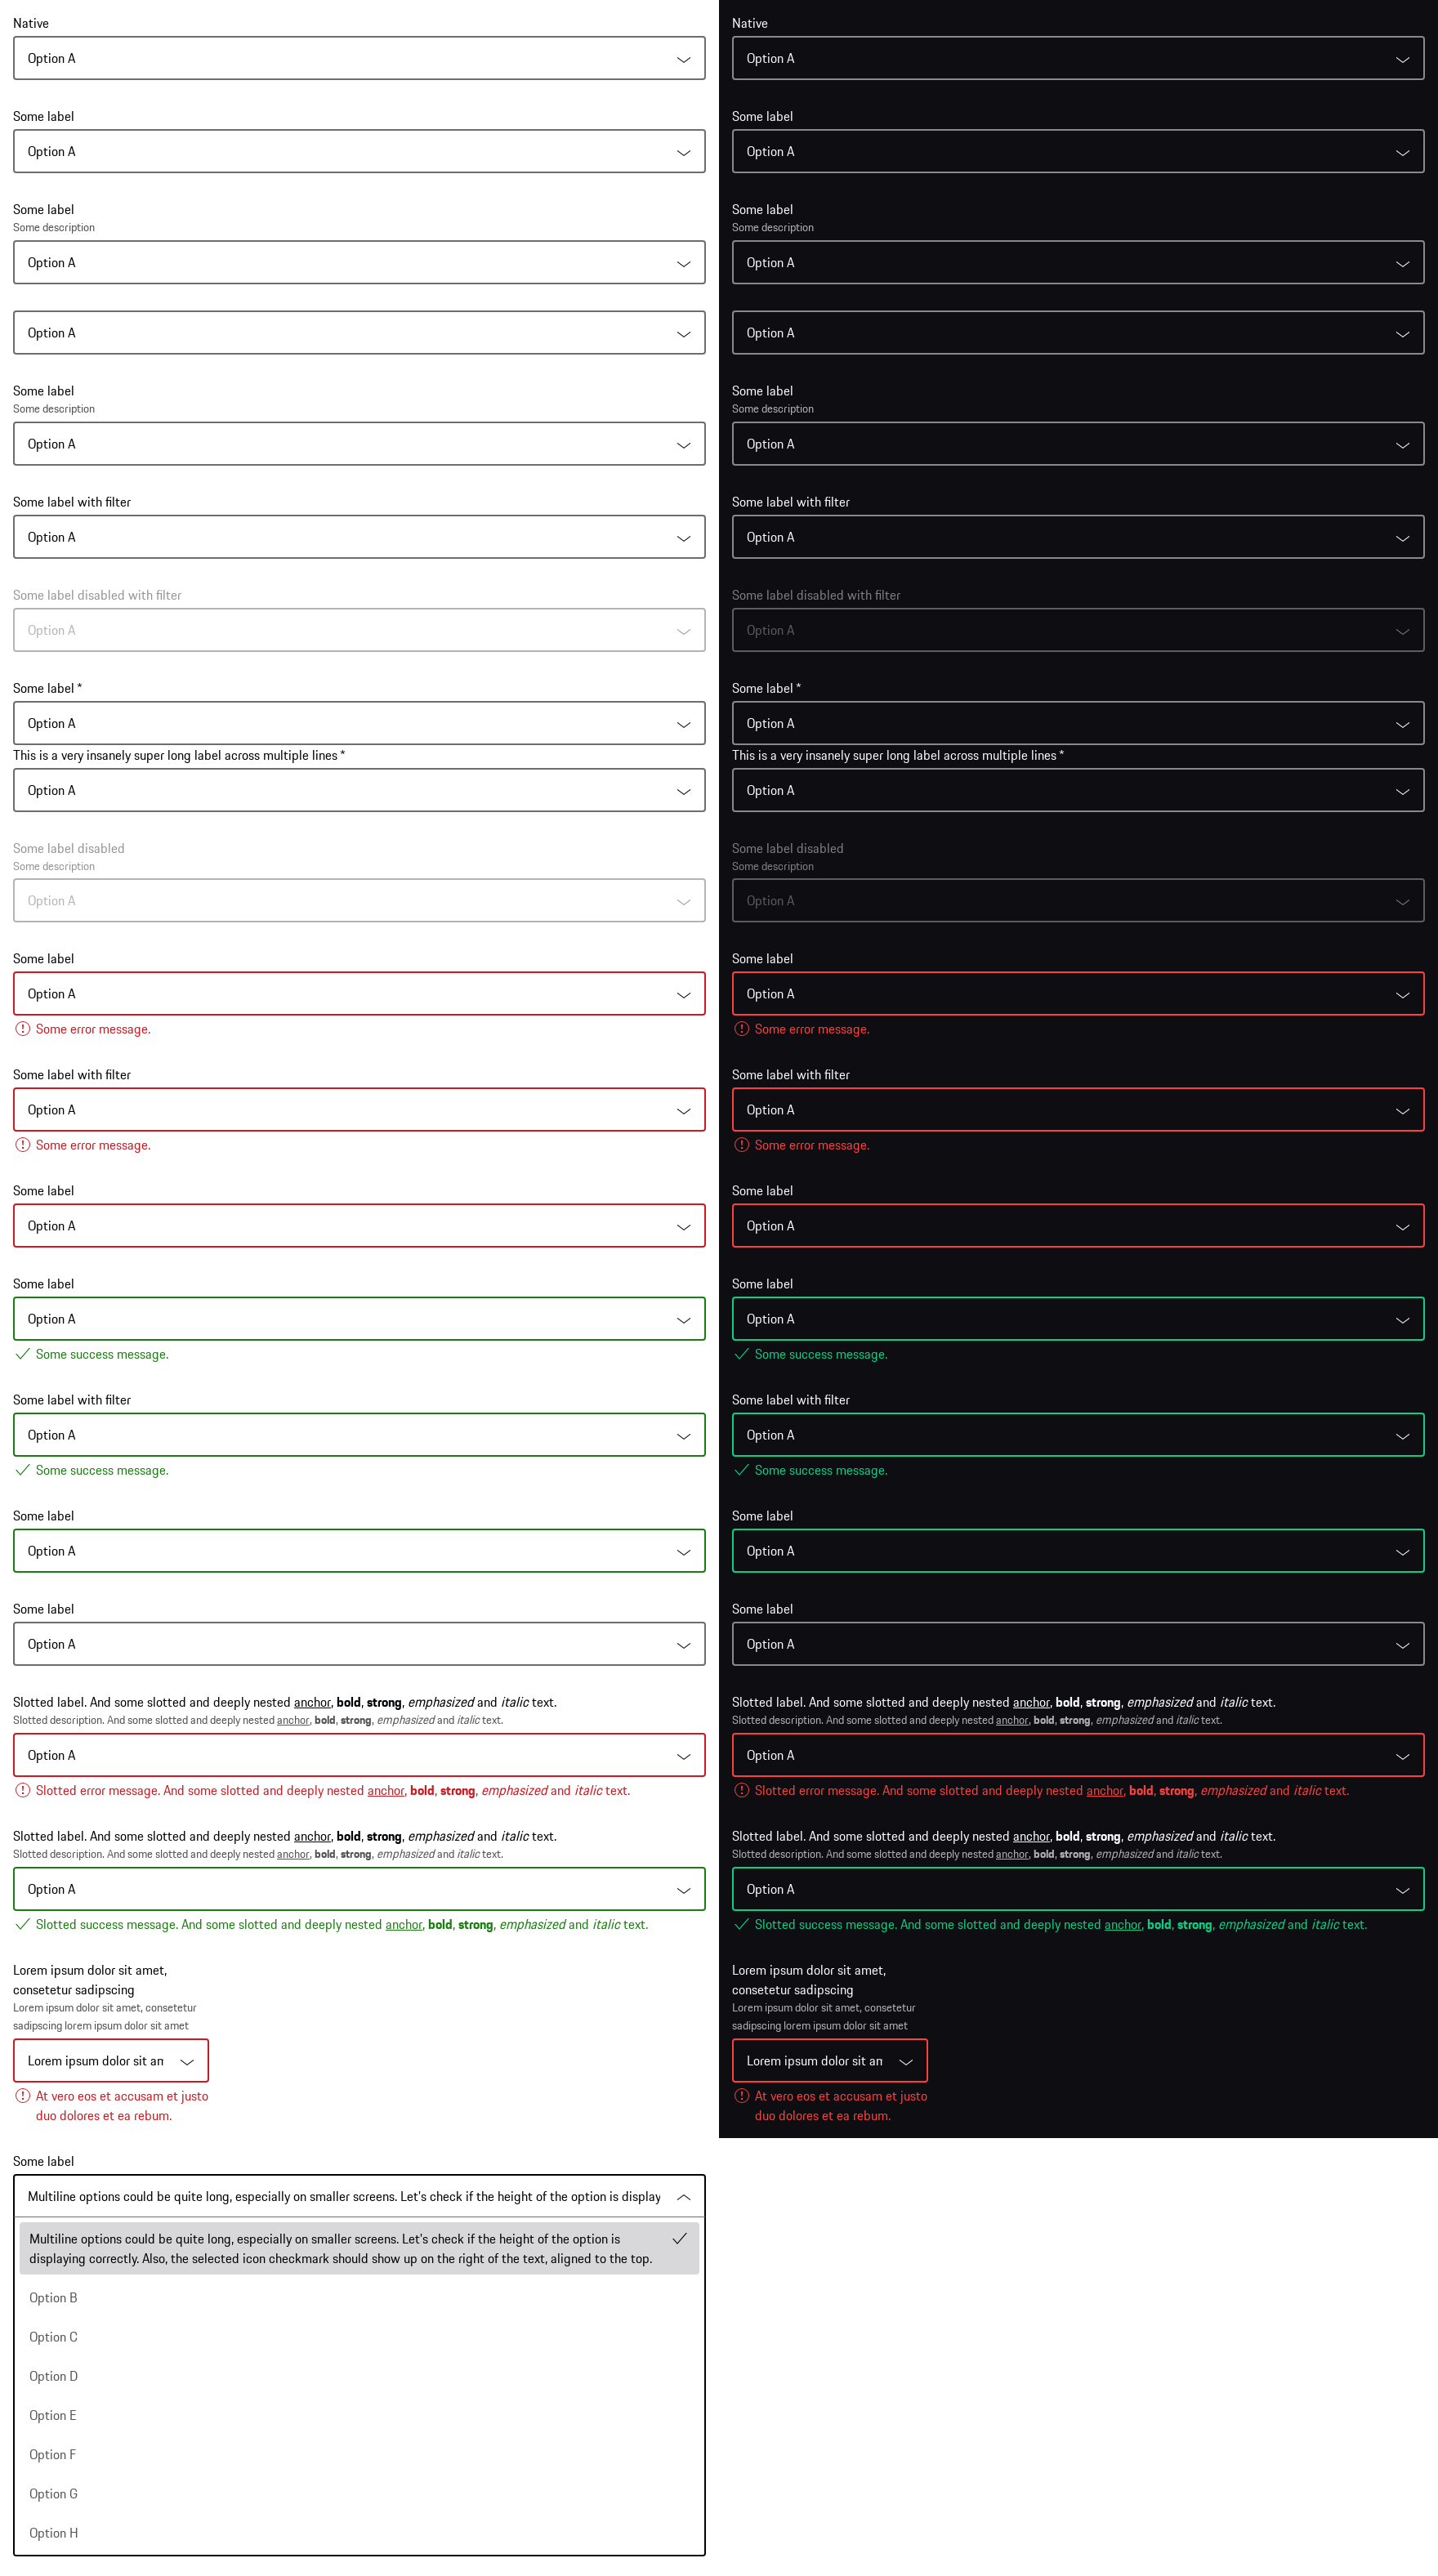 Native
Option A
Some label
Option A
Some label
Some description
Option A
Option A
Some label
Some description
Option A
Some label with filter
Option A
Some label disabled with filter
Option A
Some label *
Option A
This is a very insanely super long label across multiple lines *
Option A
Some label disabled
Some description
Option A
Some label
Option A
Some error message.
Some label with filter
Option A
Some error message.
Some label
Option A
Some label
Option A
Some success message.
Some label with filter
Option A
Some success message.
Some label
Option A
Some label
Option A
Slotted label. And some slotted and deeply nested anchor, bold, strong, emphasized and italic text.
Slotted description. And some slotted and deeply nested anchor, bold, strong, emphasized and italic text.
Option A
Slotted error message. And some slotted and deeply nested anchor, bold, strong, emphasized and italic text.
Slotted label. And some slotted and deeply nested anchor, bold, strong, emphasized and italic text.
Slotted description. And some slotted and deeply nested anchor, bold, strong, emphasized and italic text.
Option A
Slotted success message. And some slotted and deeply nested anchor, bold, strong, emphasized and italic text.
Lorem ipsum dolor sit amet,
consetetur sadipscing
Lorem ipsum dolor sit amet, consetetur
sadipscing lorem ipsum dolor sit amet
Lorem ipsum dolor sit am
At vero eos et accusam et justo
duo dolores et ea rebum.
Some label
Multiline options could be quite long, especially on smaller screens. Let's check if the height of the option is display
Multiline options could be quite long, especially on smaller screens. Let's check if the height of the option is
displaying correctly. Also, the selected icon checkmark should show up on the right of the text, aligned to the top.
Option B
Option C
Option D
Option E
Option F
Option G
Option H
Native
Option A
Some label
Option A
Some label
Some description
Option A
Option A
Some label
Some description
Option A
Some label with filter
Option A
Some label disabled with filter
Option A
Some label *
Option A
This is a very insanely super long label across multiple lines *
Option A
Some label disabled
Some description
Option A
Some label
Option A
Some error message.
Some label with filter
Option A
Some error message.
Some label
Option A
Some label
Option A
Some success message.
Some label with filter
Option A
Some success message.
Some label
Option A
Some label
Option A
Slotted label. And some slotted and deeply nested anchor, bold, strong, emphasized and italic text.
Slotted description. And some slotted and deeply nested anchor, bold, strong, emphasized and italic text.
Option A
Slotted error message. And some slotted and deeply nested anchor, bold, strong, emphasized and italic text.
Slotted label. And some slotted and deeply nested anchor, bold, strong, emphasized and italic text.
Slotted description. And some slotted and deeply nested anchor, bold, strong, emphasized and italic text.
Option A
Slotted success message. And some slotted and deeply nested anchor, bold, strong, emphasized and italic text.
Lorem ipsum dolor sit amet,
consetetur sadipscing
Lorem ipsum dolor sit amet, consetetur
sadipscing lorem ipsum dolor sit amet
Lorem ipsum dolor sit am
At vero eos et accusam et justo
duo dolores et ea rebum.